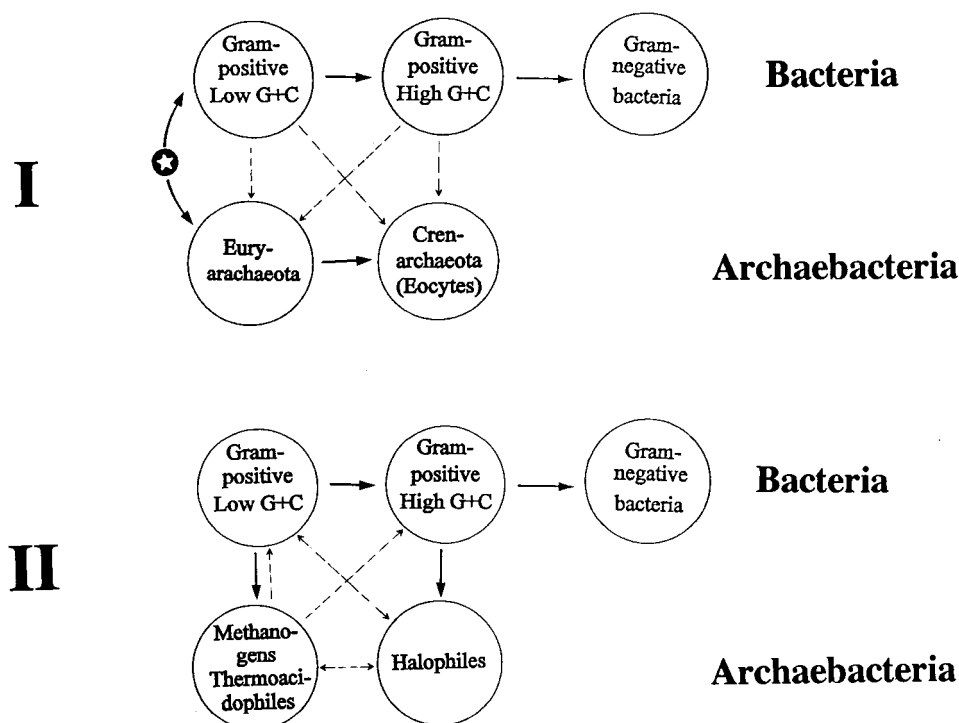 I
Gram-
positive
Low G+C
Gram-
positive
High G+C
Gram-
negative
bacteria
Bacteria
Eury-
arachaeota
Cren-
archaeota
(Eocytes)
Archaebacteria
II
Gram-
positive
Low G+C
Gram-
positive
High G+C
Gram-
negative
bacteria
Bacteria
Methano-
gens
Thermoaci-
dophiles
Halophiles
Archaebacteria